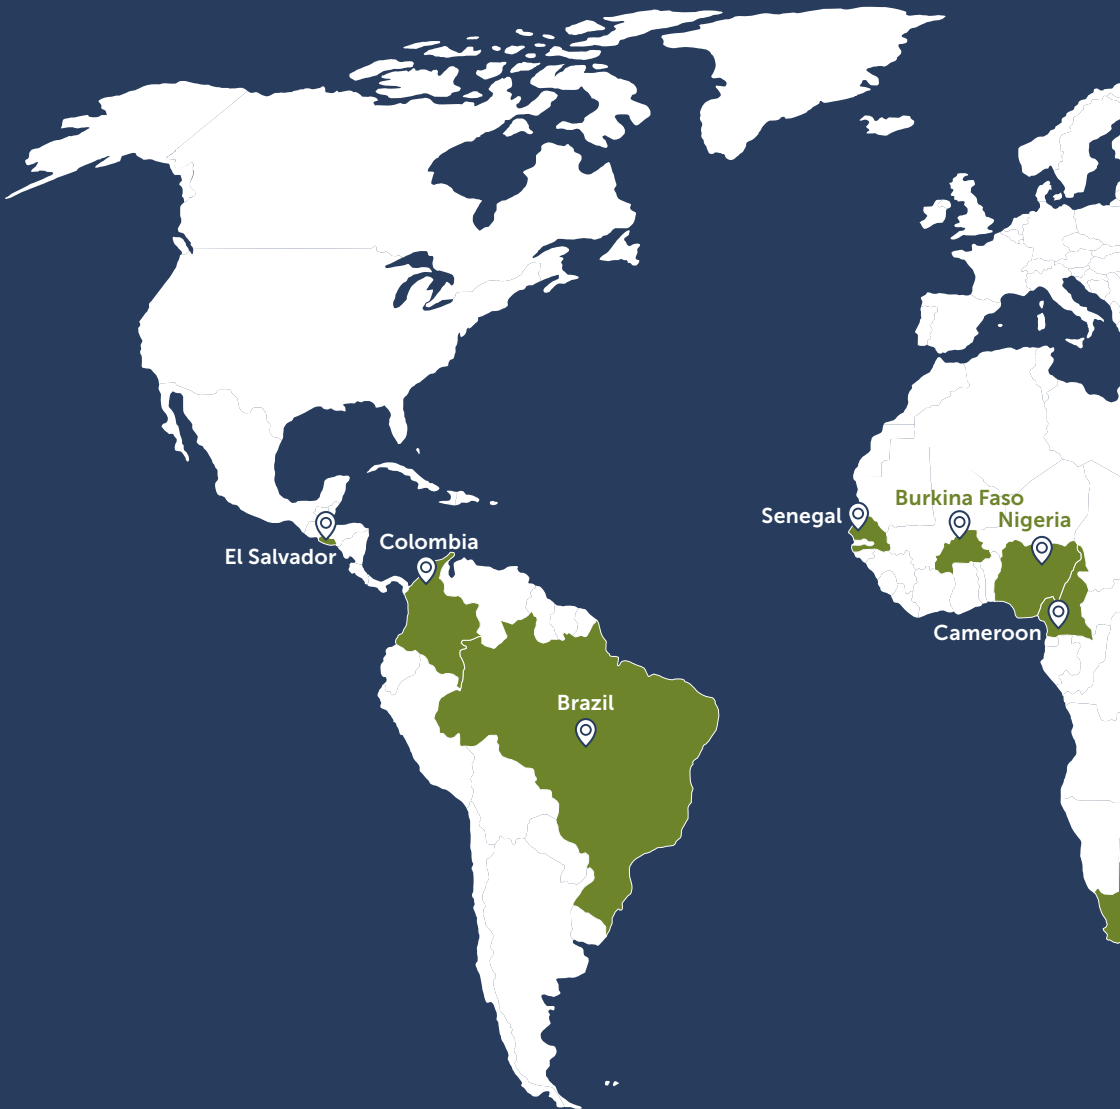 Burkina Faso
Senegal
Nigeria
Colombia
El Salvador
Cameroon
Brazil